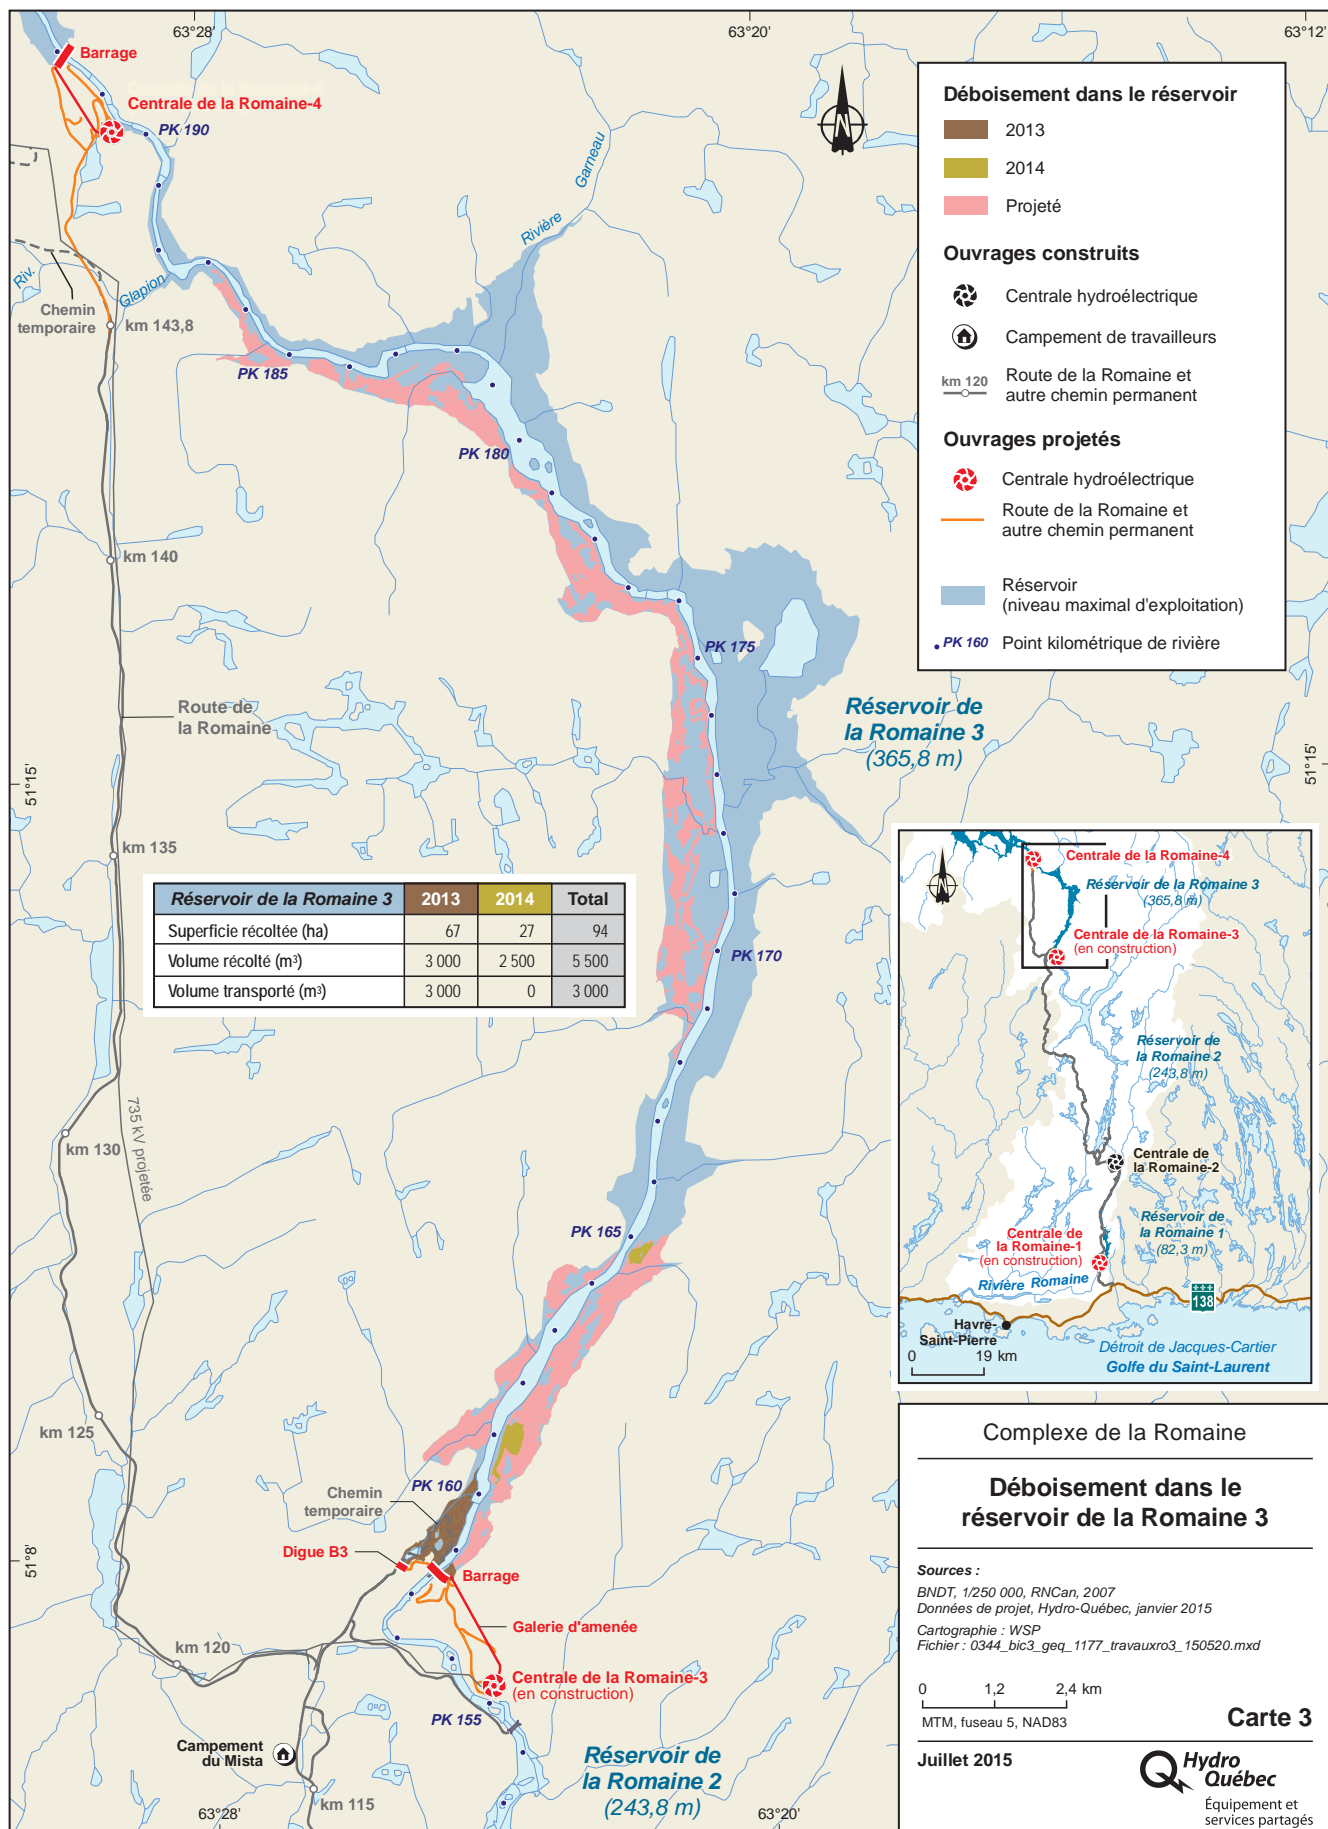 63°28'
63°20'
63°12'
Barrage
Centrale de la Romaine-4
PK 190
Rivière
Garneau
Riv.
Glapion
Chemin
temporaire
km 143,8
PK 185
PK 180
km 140
PK 175
Route de
la Romaine
Réservoir de
la Romaine 3
(365,8 m)
51°15'
51°15'
km 135
Réservoir de la Romaine 3 2013 2014 Total
Superficie récoltée (ha) 67 27 94
Volume récolté (m³) 3 000 2 500 5 500
Volume transporté (m³) 3 000 0 3 000
PK 170
735 kV projetée
km 130
PK 165
km 125
PK 160
Chemin
temporaire
51°8'
Digue B3
Barrage
Galerie d'amenée
km 120
Centrale de la Romaine-3
(en construction)
PK 155
Campement
du Mista
Réservoir de
la Romaine 2
(243,8 m)
km 115
63°28'
63°20'
Déboisement dans le réservoir
2013
2014
Projeté
Ouvrages construits
Centrale hydroélectrique
Campement de travailleurs
km 120
Route de la Romaine et
autre chemin permanent
Ouvrages projetés
Centrale hydroélectrique
Route de la Romaine et
autre chemin permanent
Réservoir
(niveau maximal d'exploitation)
PK 160 Point kilométrique de rivière
N
N
Centrale de la Romaine-4
Réservoir de la Romaine 3
(365,8 m)
Centrale de la Romaine-3
(en construction)
Réservoir de
la Romaine 2
(243,8 m)
Centrale de
la Romaine-2
Réservoir de
la Romaine 1
(82,3 m)
Centrale de
la Romaine-1
(en construction)
Rivière Romaine
138
Havre-
Saint-Pierre
0 19 km
Détroit de Jacques-Cartier
Golfe du Saint-Laurent
Complexe de la Romaine
Déboisement dans le
réservoir de la Romaine 3
Sources :
BNDT, 1/250 000, RNCan, 2007
Données de projet, Hydro-Québec, janvier 2015
Cartographie : WSP
Fichier : 0344_bic3_geq_1177_travauxro3_150520.mxd
0 1,2 2,4 km
MTM, fuseau 5, NAD83
Carte 3
Juillet 2015
Hydro
Québec
Équipement et
services partagés